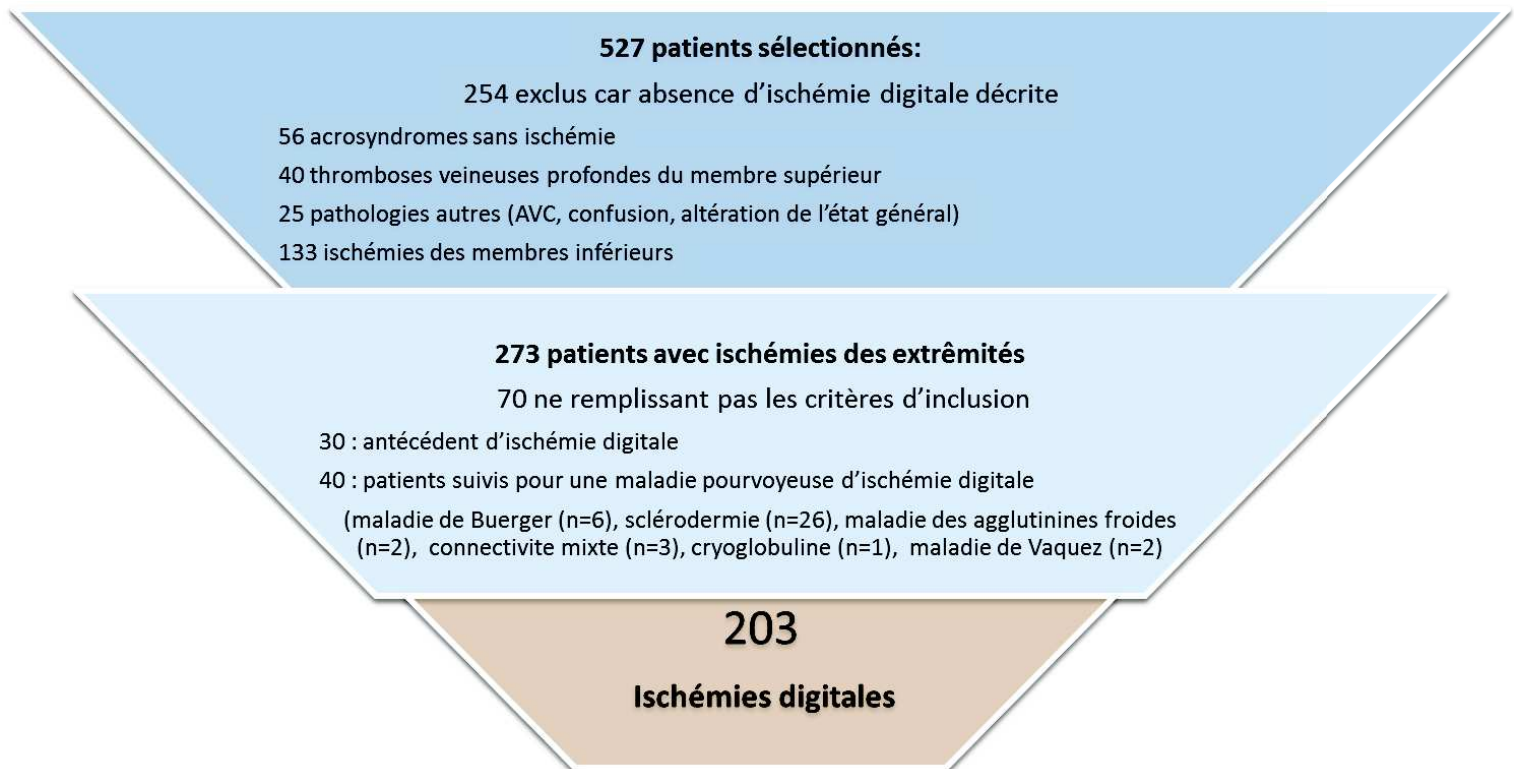 527 patients sélectionnés:
254 exclus car absence d'ischémie digitale décrite
56 acrosyndromes sans ischémie
40 thromboses veineuses profondes du membre supérieur
25 pathologies autres (AVC, confusion, altération de l'état général)
133 ischémies des membres inférieurs
273 patients avec ischémies des extrêmités
70 ne remplissant pas les critères d'inclusion
30 : antécédent d'ischémie digitale
40 : patients suivis pour une maladie pourvoyeuse d'ischémie digitale
(maladie de Buerger (n=6), sclérodermie (n=26), maladie des agglutinines froides
(n=2), connectivite mixte (n=3), cryoglobuline (n=1), maladie de Vaquez (n=2)
203
Ischémies digitales